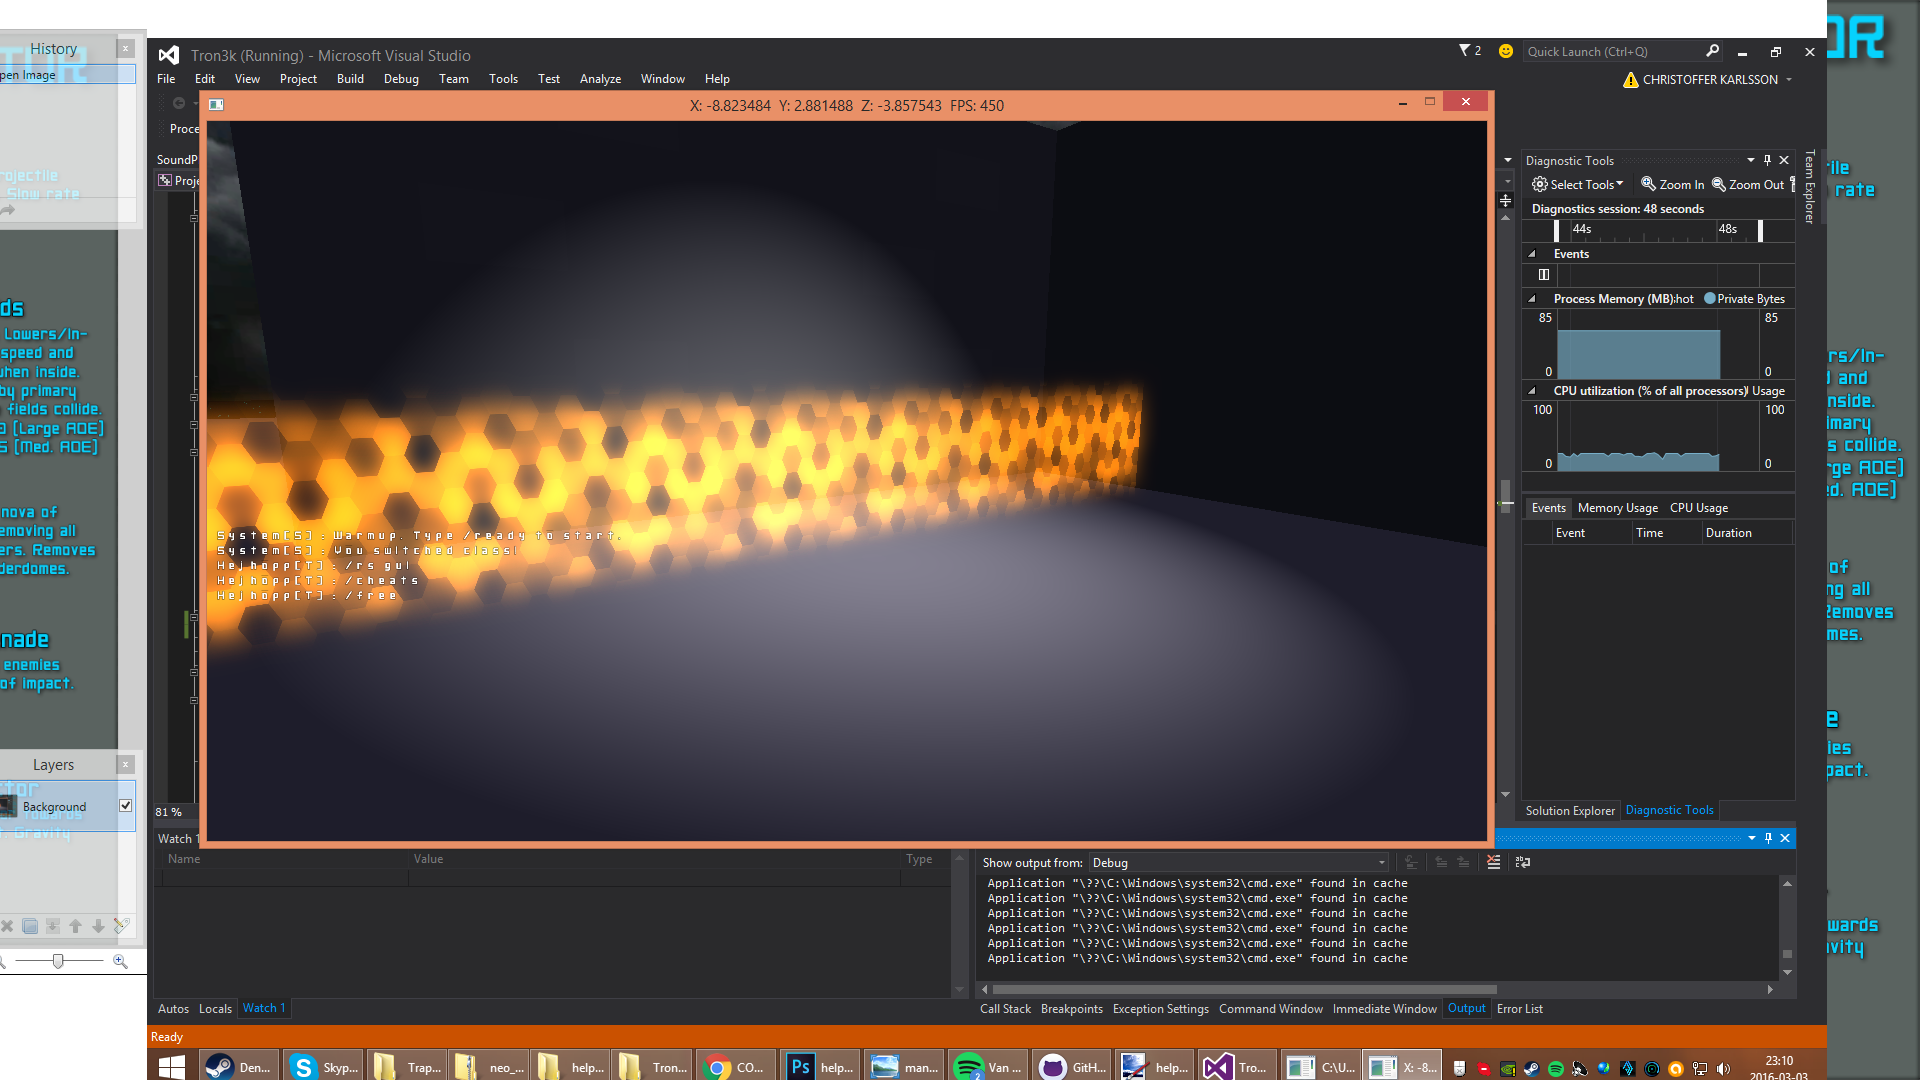 History
pen Image
rojectile
Slow rate
ds
Lowers/In-
speed and
when inside.
by primary
fields collide.
[Large AOE]
[Med. AOE]
nova of
emoving all
ers. Removes
derdomes.
nade
enemies
of impact.
Layers
Background
Tron3k (Running) - Microsoft Visual Studio
2
Quick Launch (Ctrl+Q)
File Edit View Project Build Debug Team Tools Test Analyze Window Help
CHRISTOFFER KARLSSON
X: -8.823484 Y: 2.881488 Z: -3.857543 FPS: 450
Proce
SoundP
Proje
System[S] : Warmup. Type /ready to start.
System[S] : You switched class!
Hejhopp[T] : /rs gui
Hejhopp[T] : /cheats
Hejhopp[T] : /free
81 %
Diagnostic Tools
Select Tools Zoom In Zoom Out
Diagnostics session: 48 seconds
44s 48s
Events
Process Memory (MB) hot Private Bytes
85 85
0 0
CPU utilization (% of all processors) Usage
100 100
0 0
Events Memory Usage CPU Usage
Event Time Duration
Solution Explorer Diagnostic Tools
Team Explorer
Watch 1
Name Value Type
Autos Locals Watch 1
Show output from: Debug
Application "\??\C:\Windows\system32\cmd.exe" found in cache
Application "\??\C:\Windows\system32\cmd.exe" found in cache
Application "\??\C:\Windows\system32\cmd.exe" found in cache
Application "\??\C:\Windows\system32\cmd.exe" found in cache
Application "\??\C:\Windows\system32\cmd.exe" found in cache
Application "\??\C:\Windows\system32\cmd.exe" found in cache
Call Stack Breakpoints Exception Settings Command Window Immediate Window Output Error List
Ready
Den... Skyp... Trap... neo_... help... Tron... CO... help... man... Van ... GitH... help... Tro... C:\U... X: -8...
23:10
2016-03-03
OR
tile
rate
rs/In-
and
nside.
mary
collide.
rge AOE]
ed. AOE]
of
ng all
Removes
mes.
e
ies
pact.
wards
vity